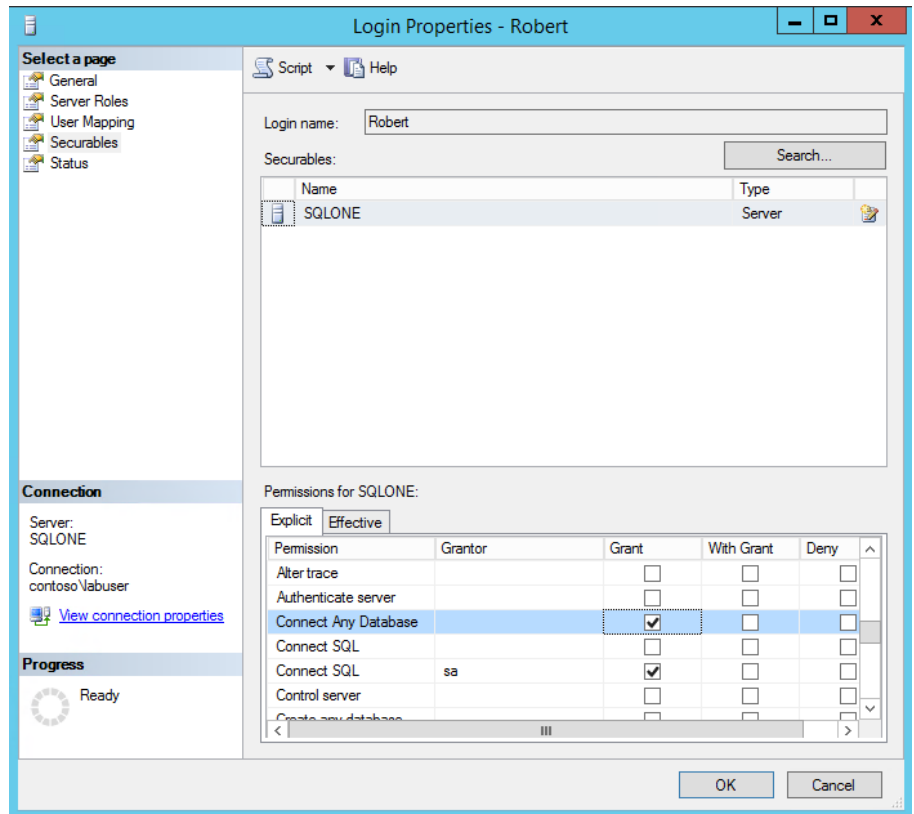 Login Properties - Robert
Select a page
General
Server Roles
User Mapping
Securables
Status
Script Help
Login name: Robert
Securables: Search...
Name Type
SQLONE Server
Connection
Server:
SQLONE
Connection:
contoso\labuser
View connection properties
Progress
Ready
Permissions for SQLONE:
Explicit Effective
Permission Grantor Grant With Grant Deny
Alter trace
Authenticate server
Connect Any Database
Connect SQL
Connect SQL sa
Control server
Create any database
OK Cancel